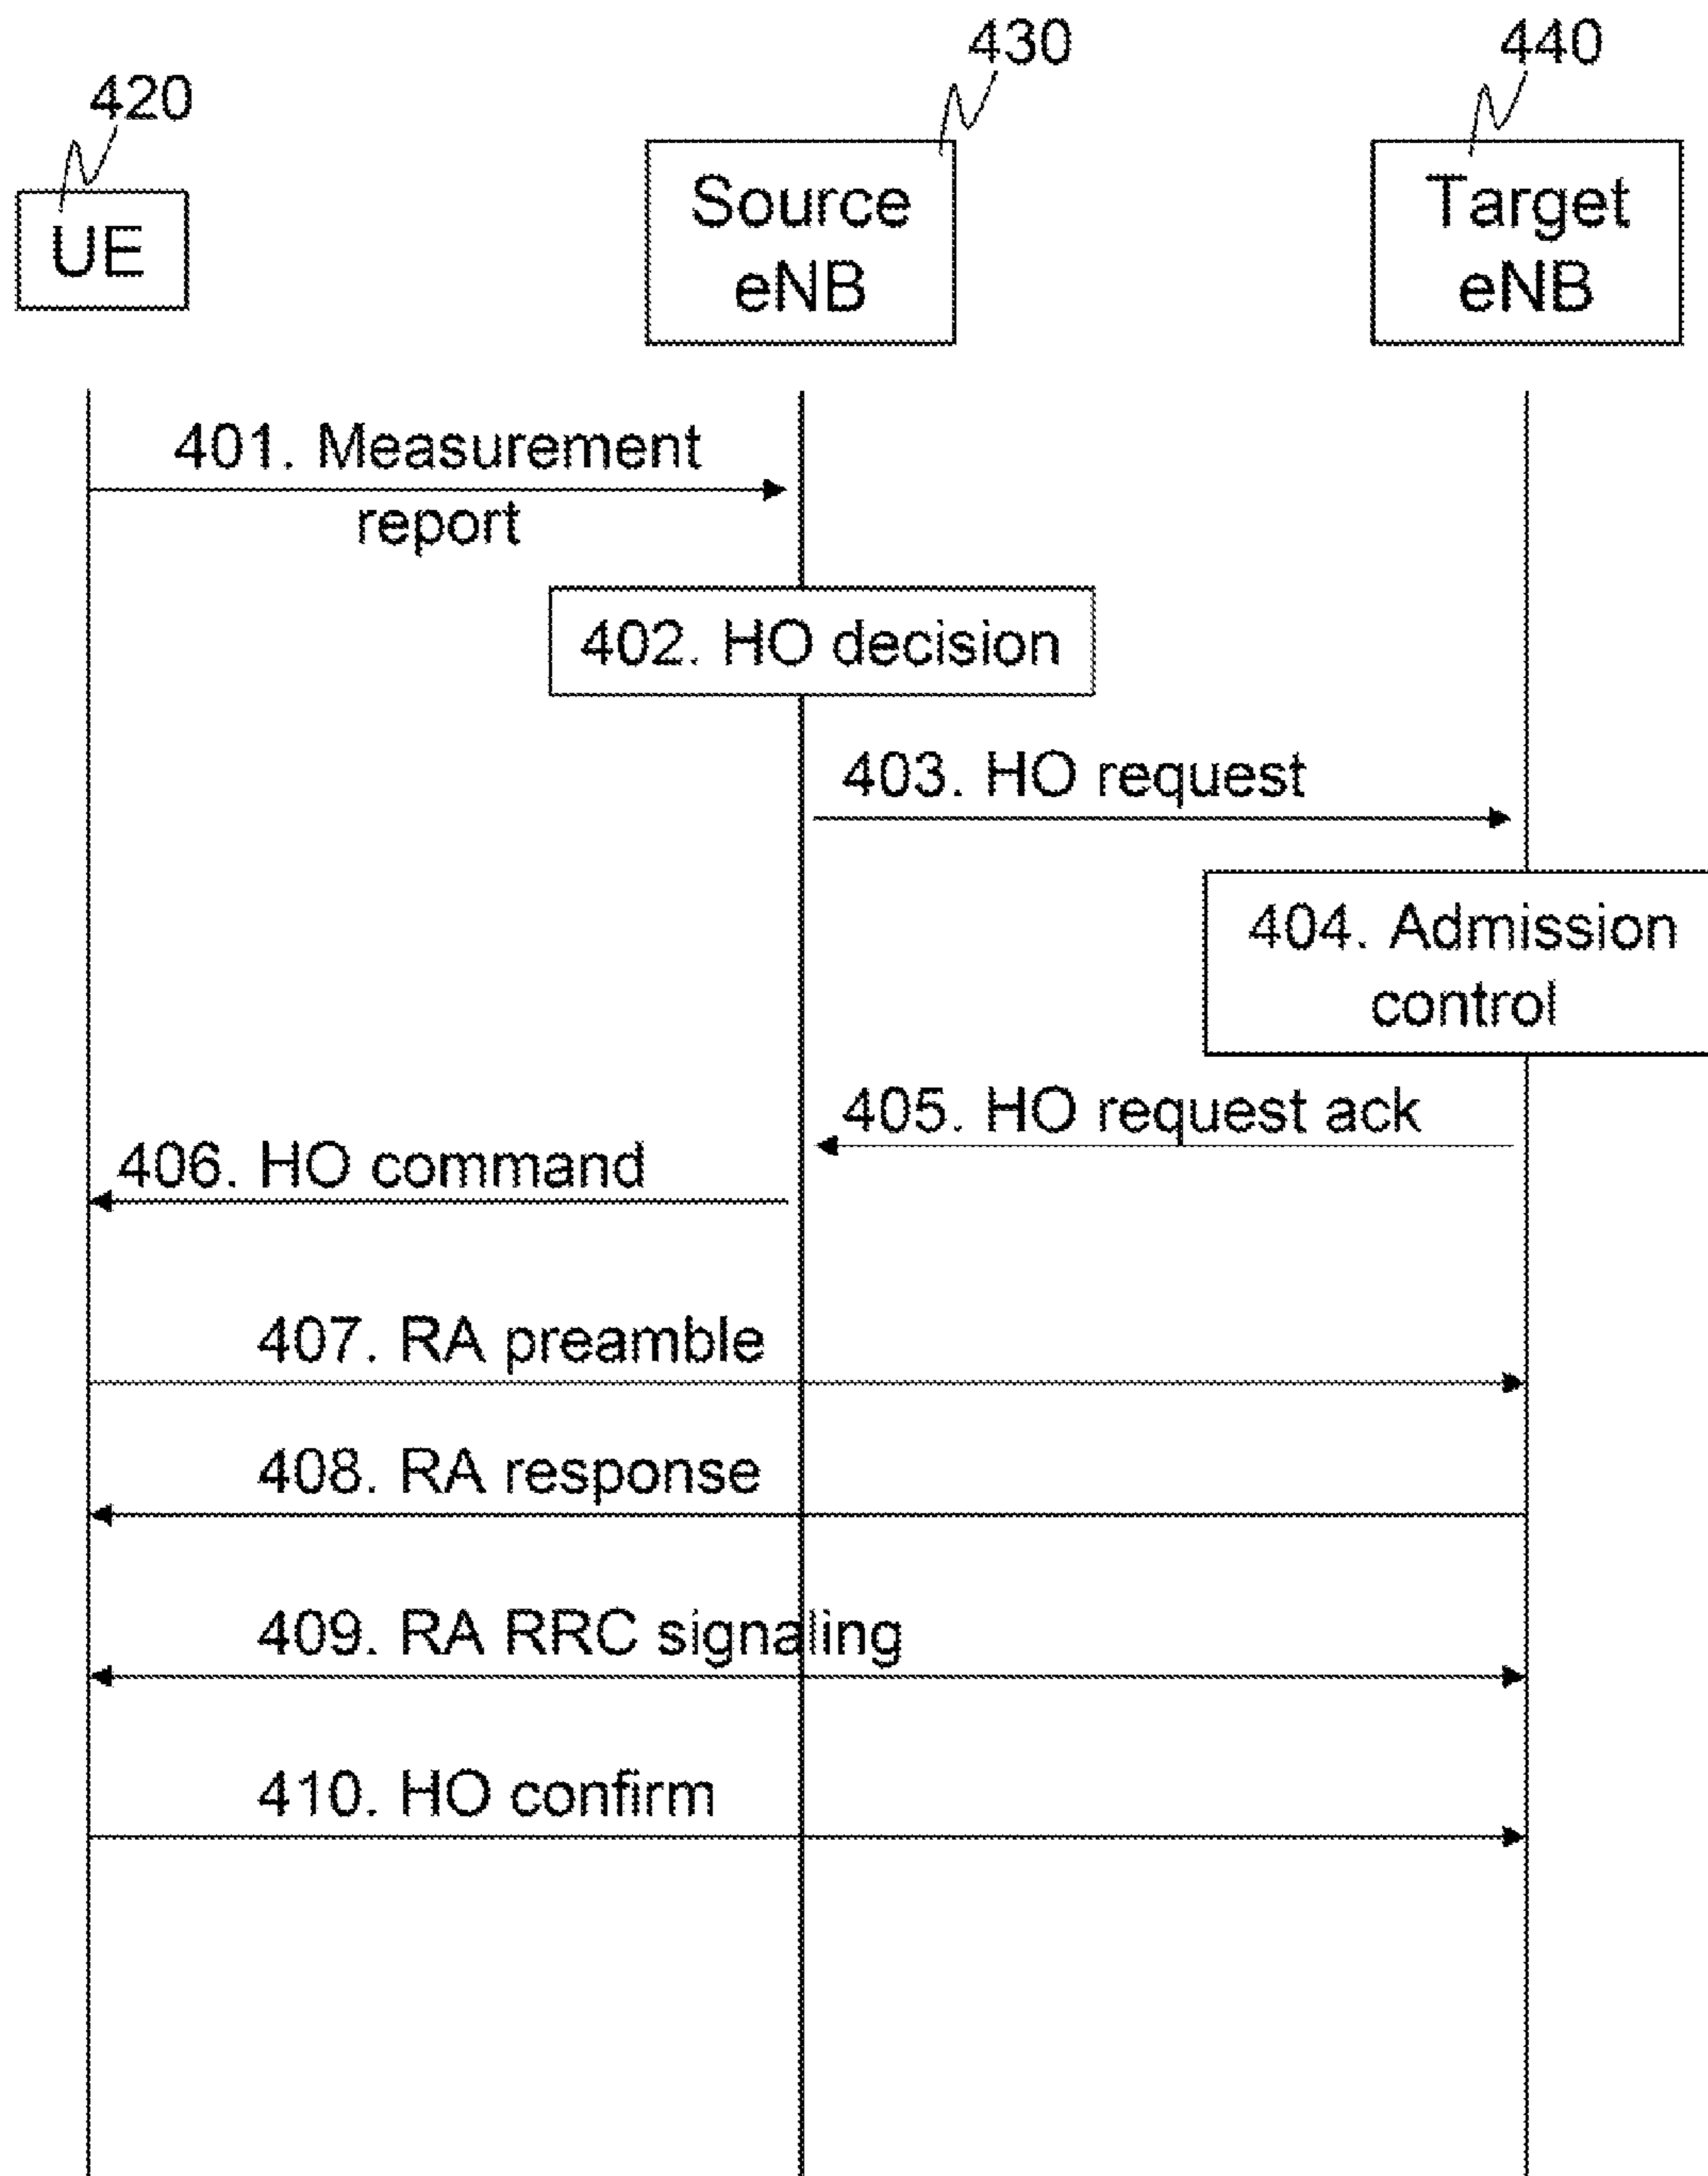 430
440
420
Source
Target
UE
eNB
eNB
401. Measurement
report
402. HO decision
403. HO request
404. Admission
control
405. HO request ack
406. HO command
407. RA preamble
408. RA response
409. RA RRC signaling
410. HO confirm